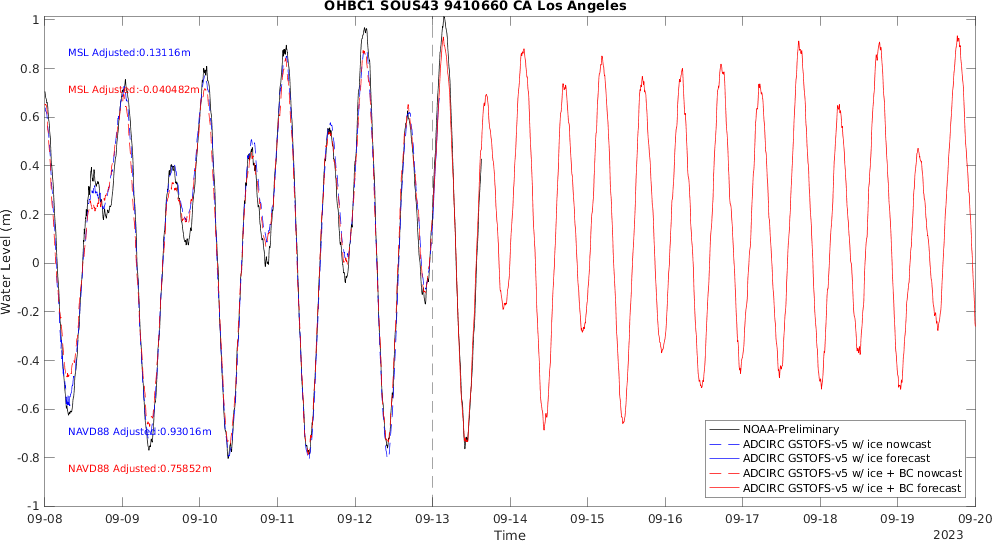 OHBC1 SOUS43 9410660 CA Los Angeles
1
0.8
0.6
0.4
0.2
0
-0.2
-0.4
-0.6
-0.8
-1
Water Level (m)
MSL Adjusted:0.13116m
MSL Adjusted:-0.040482m
NAVD88 Adjusted:0.93016m
NAVD88 Adjusted:0.75852m
NOAA-Preliminary
ADCIRC GSTOFS-v5 w/ ice nowcast
ADCIRC GSTOFS-v5 w/ ice forecast
ADCIRC GSTOFS-v5 w/ ice + BC nowcast
ADCIRC GSTOFS-v5 w/ ice + BC forecast
09-08 09-09 09-10 09-11 09-12 09-13 09-14 09-15 09-16 09-17 09-18 09-19 09-20
Time
2023